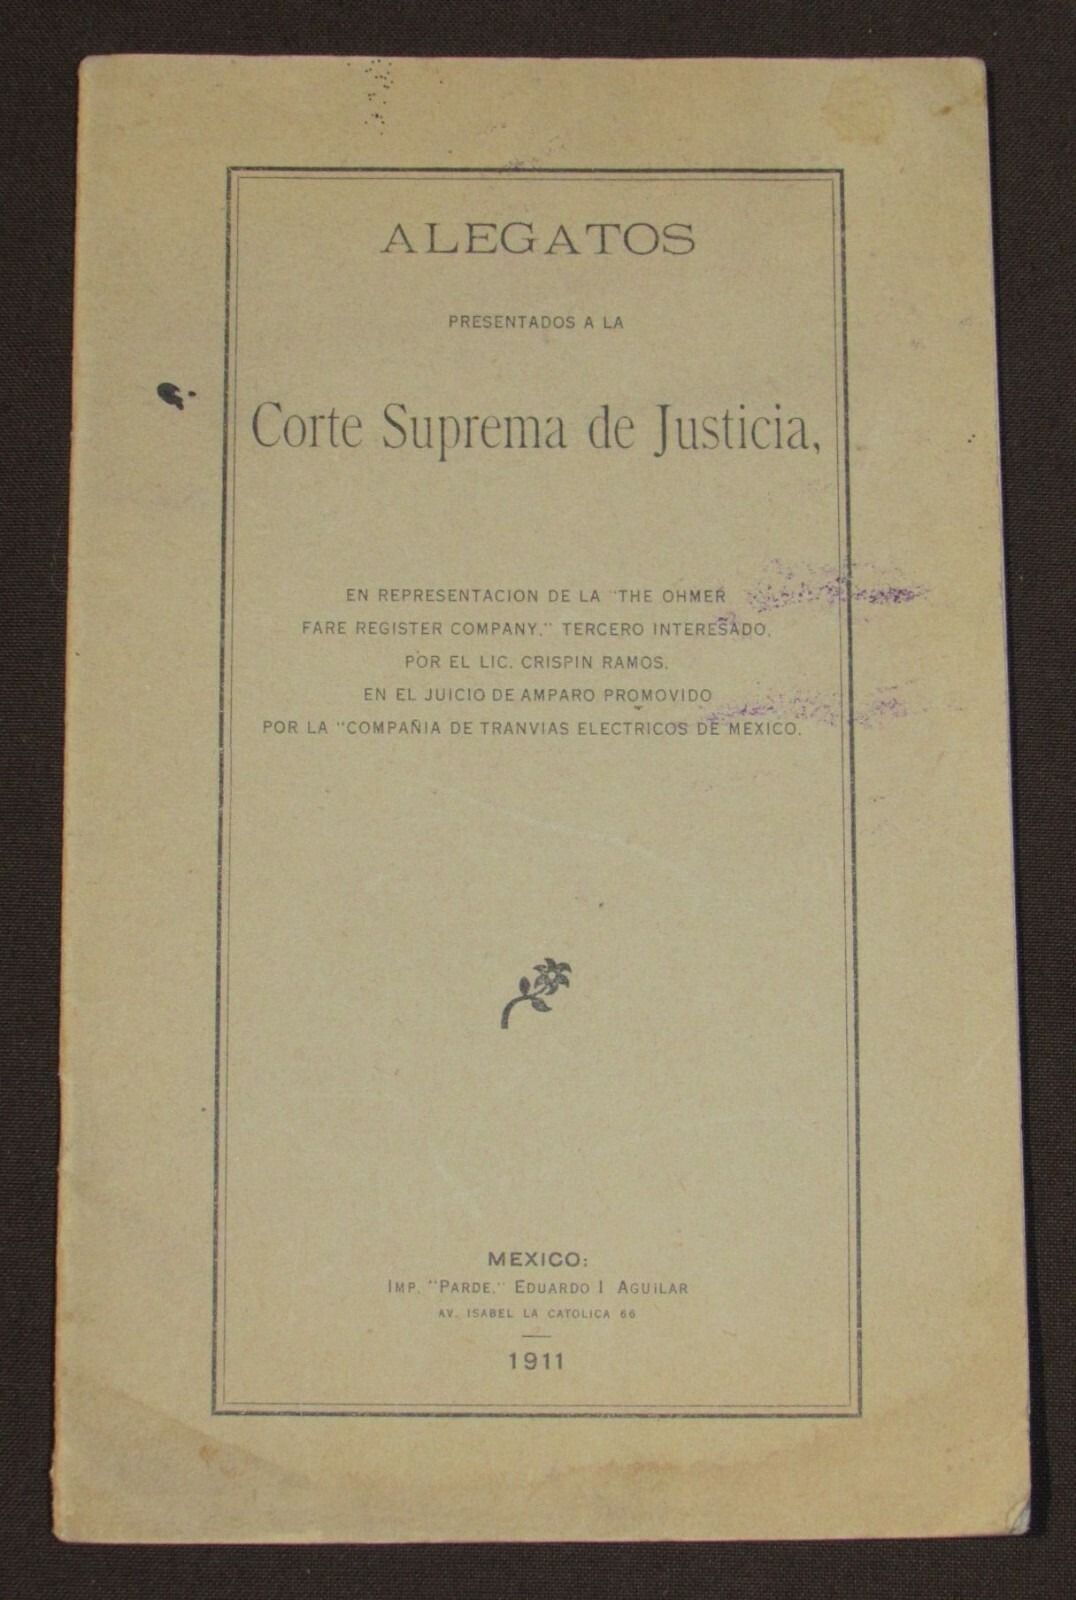 ALEGATOS
PRESENTADOS A LA
Corte Suprema de Justicia,
EN REPRESENTACION DE LA "THE OHMER
FARE REGISTER COMPANY," TERCERO INTERESADO,
POR EL LIC. CRISPIN RAMOS,
EN EL JUICIO DE AMPARO PROMOVIDO
POR LA "COMPAÑIA DE TRANVIAS ELECTRICOS DE MEXICO.
MEXICO:
IMP. "PARDE," EDUARDO I AGUILAR
AV. ISABEL LA CATOLICA 66
1911